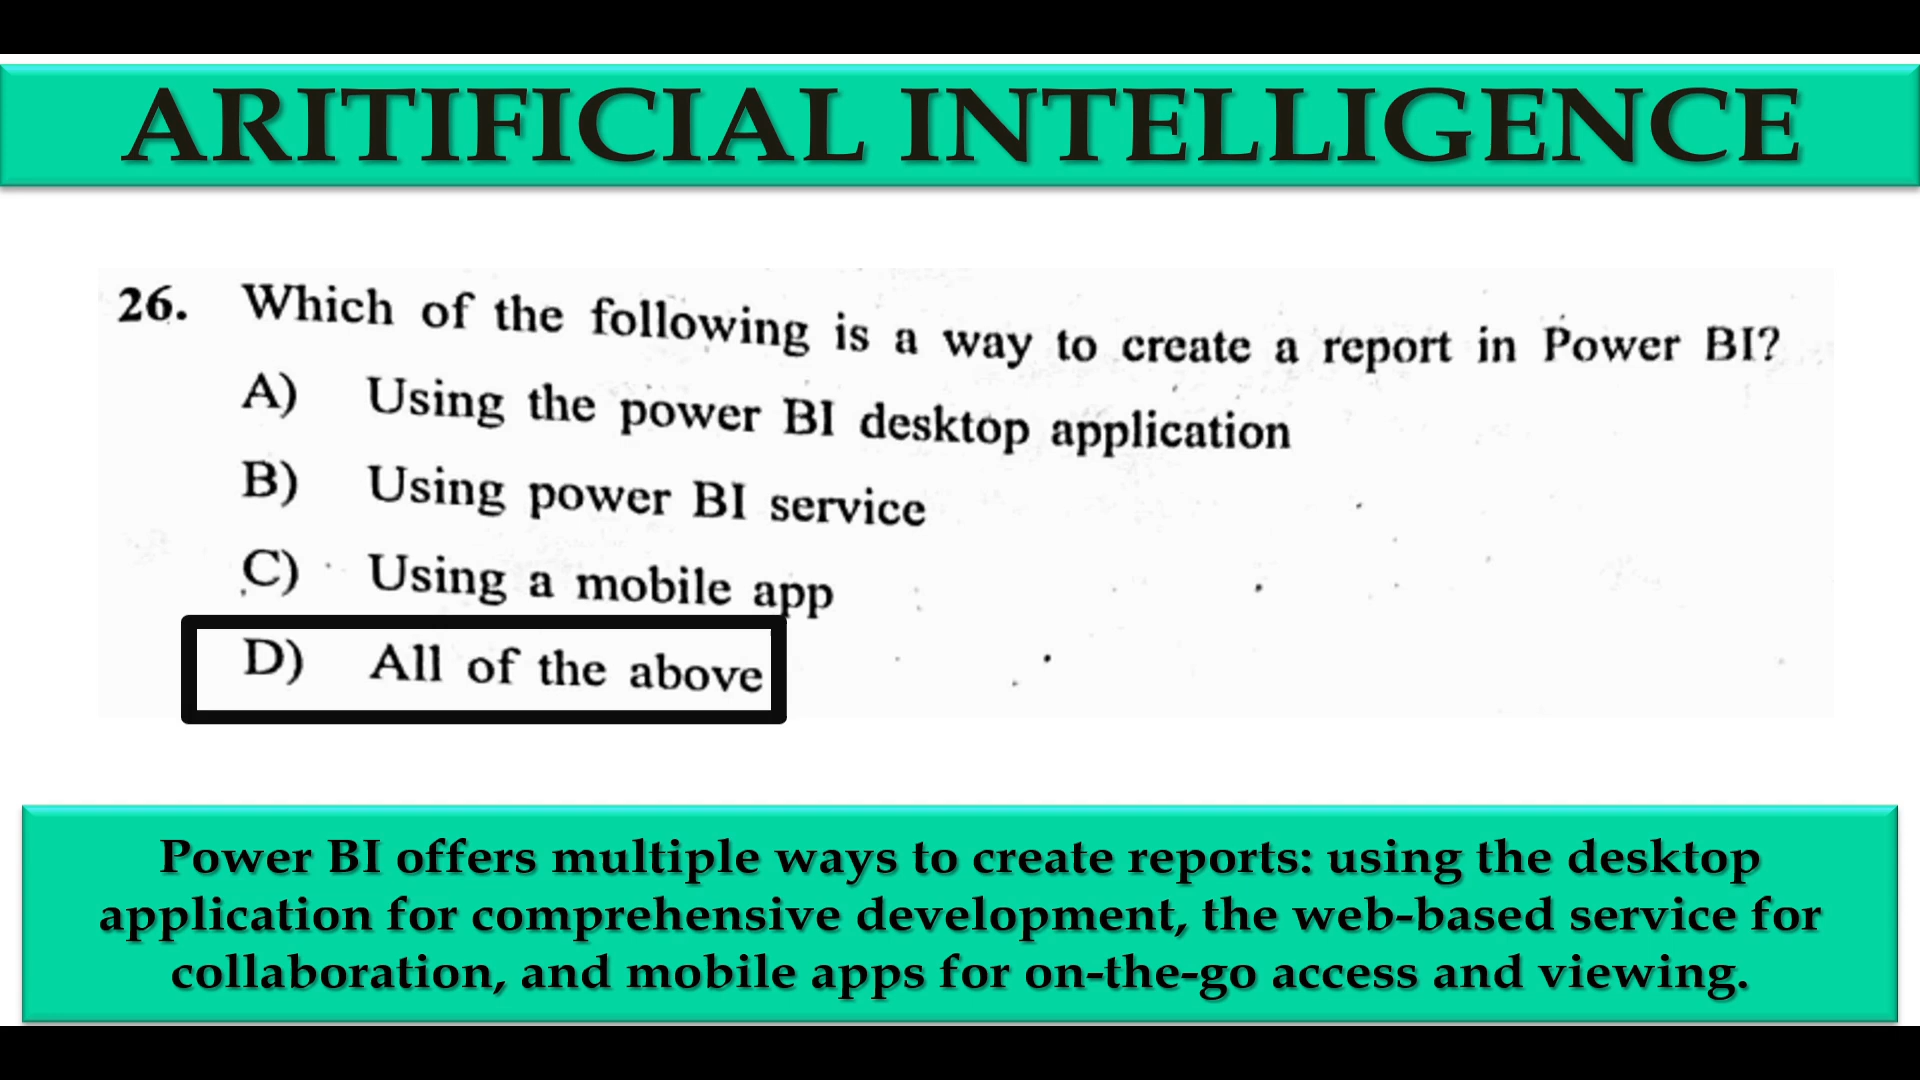 ARITIFICIAL INTELLIGENCE
26. Which of the following is a way to create a report in Power BI?
A) Using the power BI desktop application
B) Using power BI service
C) Using a mobile app
D) All of the above
Power BI offers multiple ways to create reports: using the desktop
application for comprehensive development, the web-based service for
collaboration, and mobile apps for on-the-go access and viewing.